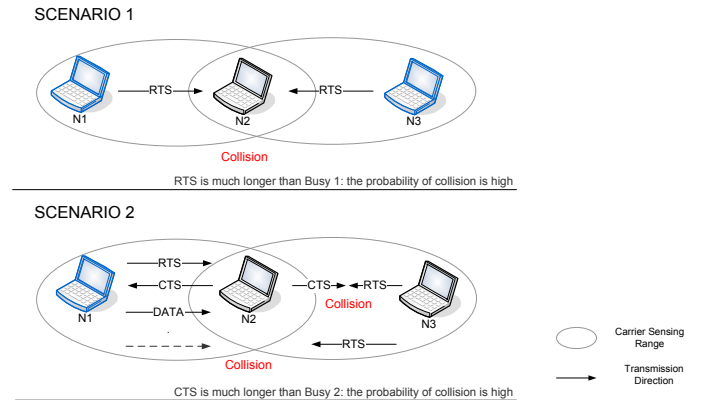 SCENARIO 1
RTS
RTS
N1
N2
N3
Collision
RTS is much longer than Busy 1: the probability of collision is high
SCENARIO 2
RTS
CTS
CTS
RTS
Collision
DATA
N1
N2
N3
.
RTS
Collision
CTS is much longer than Busy 2: the probability of collision is high
Carrier Sensing
Range
Transmission
Direction